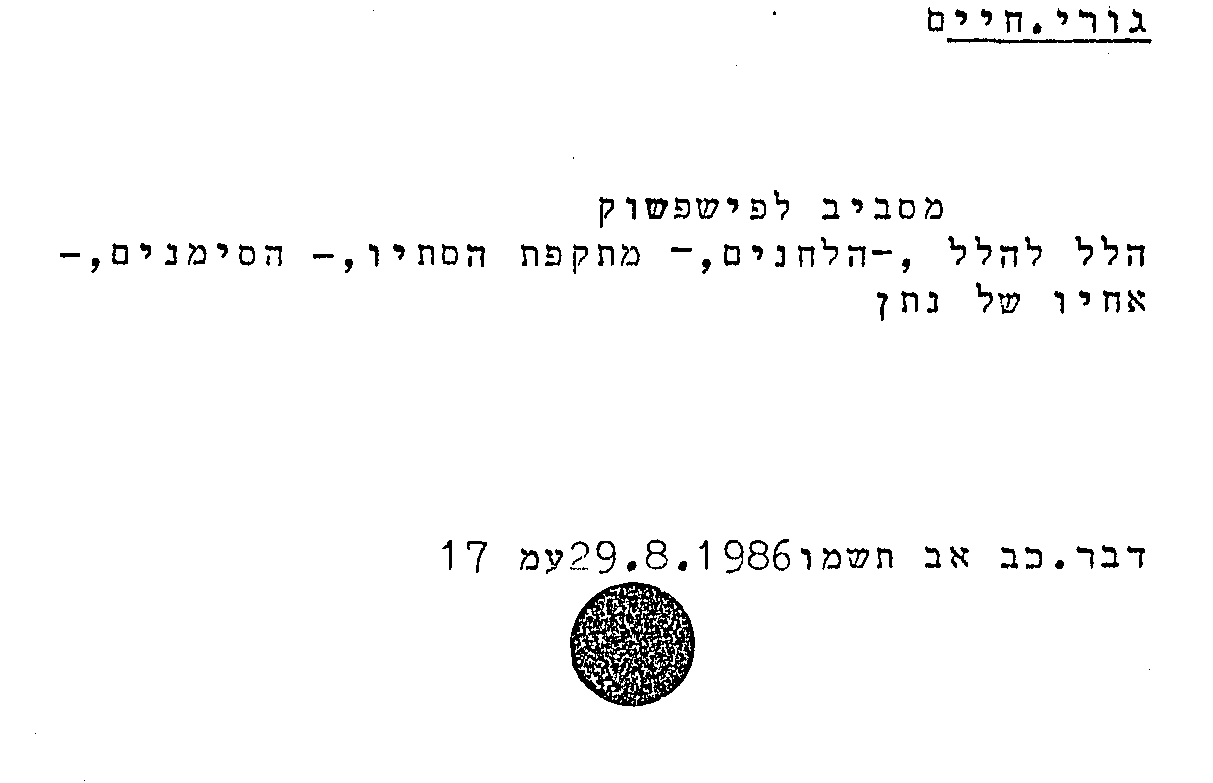 גורי.חיים
מסביב לפישפשוק
הלל להלל ,-הלחנים,- מתקפת הסתיו,- הסימנים,-
אחיו של נתן
דבר.כב אב תשמו29.8.1986עמ 17